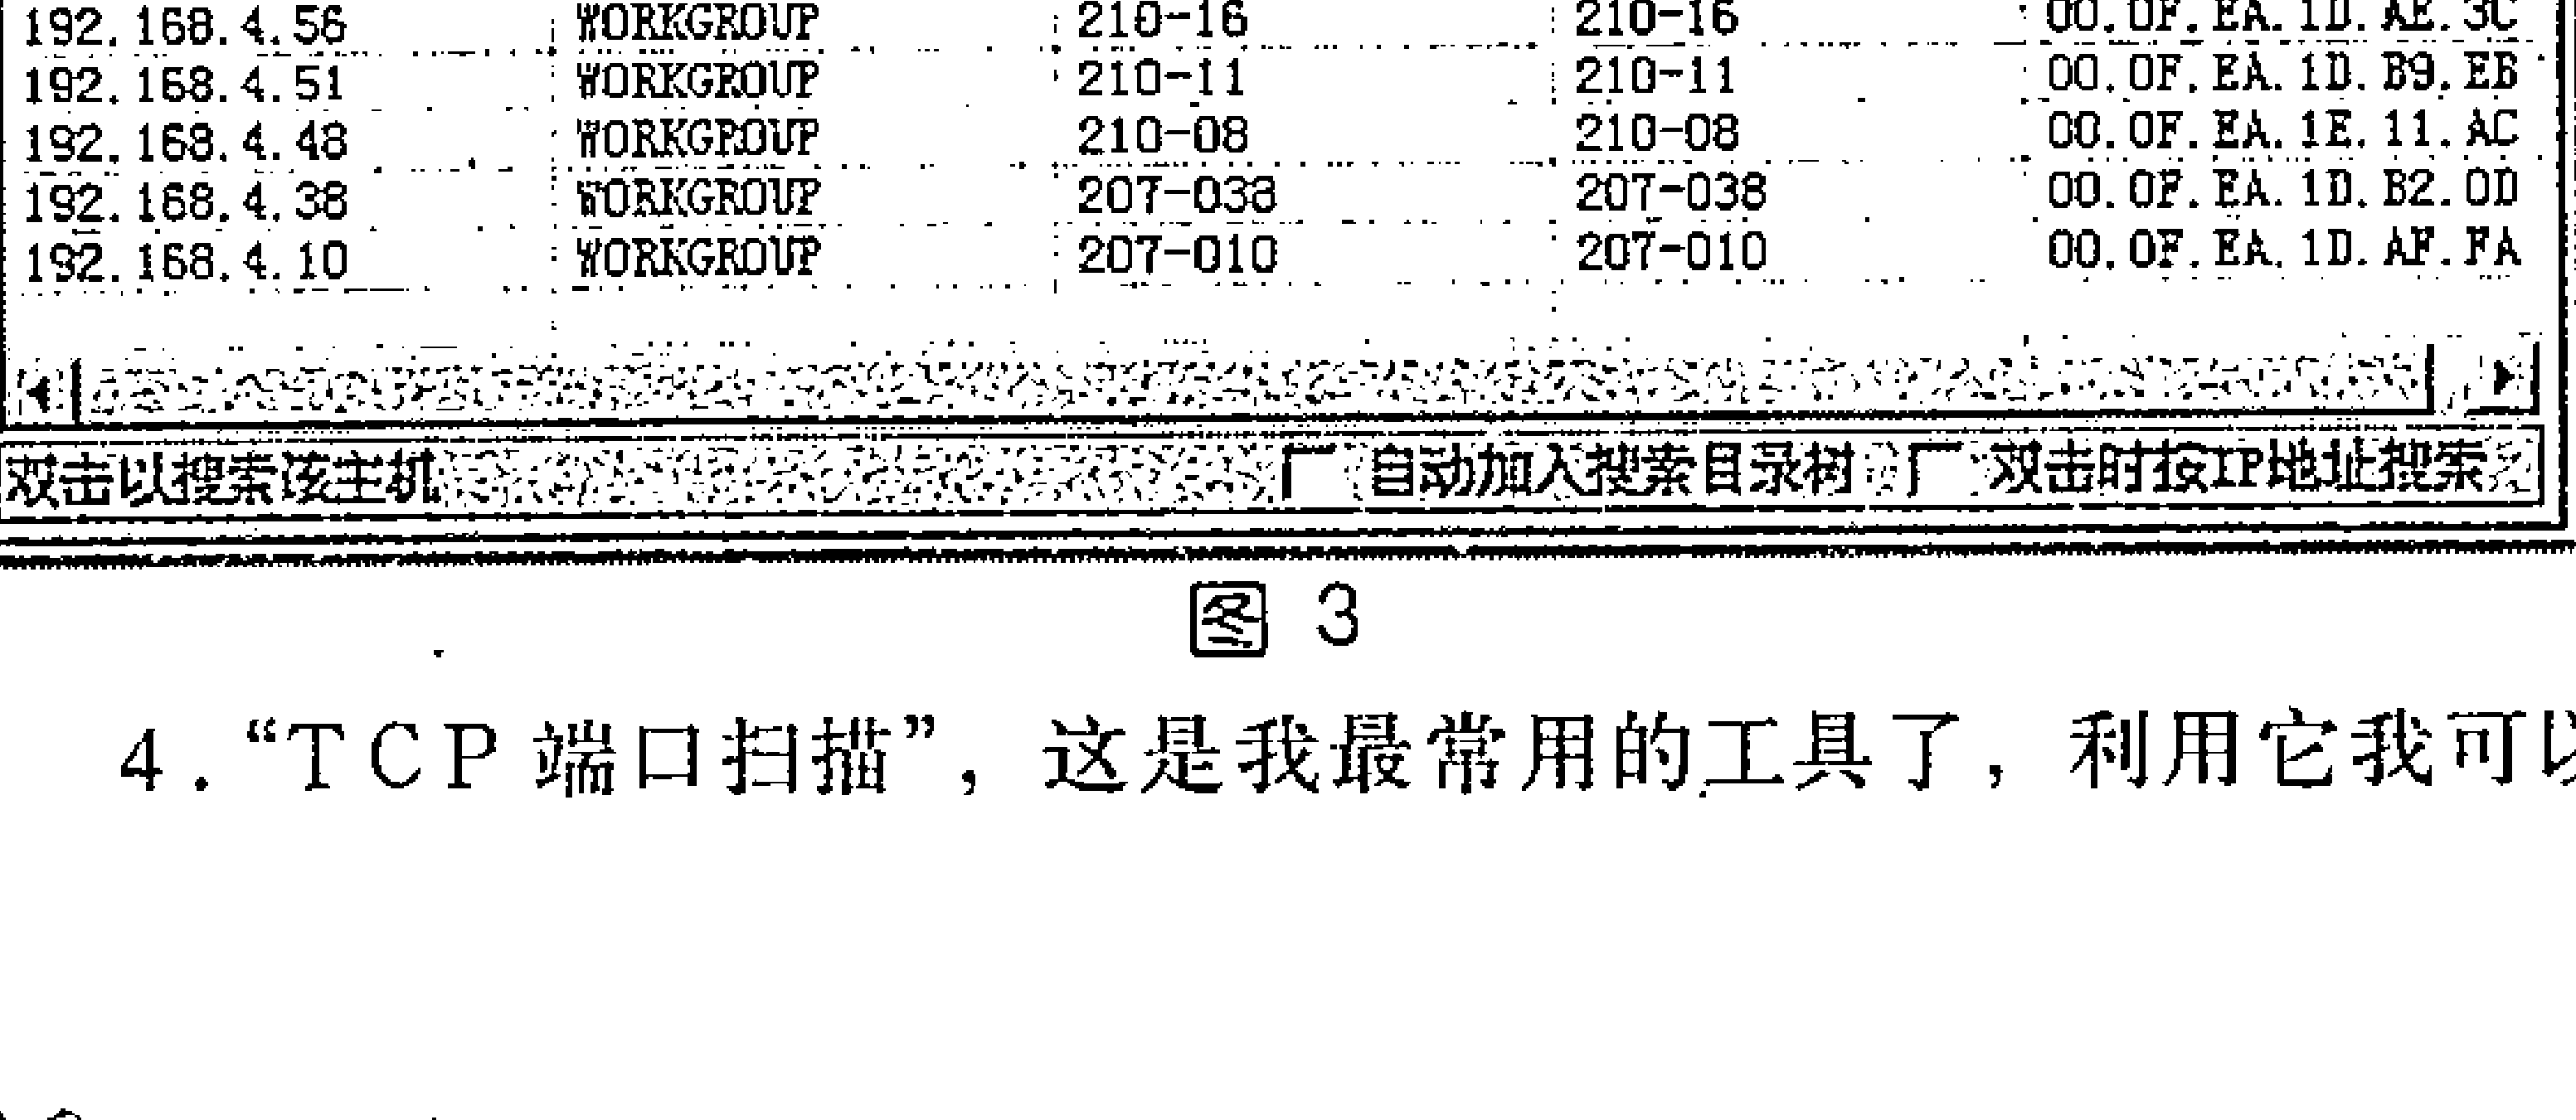 192.168.4.56 WORKGROUP 210-16 210-16 00.0F.EA.1D.AE.3C
192.168.4.51 WORKGROUP 210-11 210-11 00.0F.EA.1D.B9.EB
192.168.4.48 WORKGROUP 210-08 210-08 00.0F.EA.1E.11.AC
192.168.4.38 WORKGROUP 207-038 207-038 00.0F.EA.1D.B2.0D
192.168.4.10 WORKGROUP 207-010 207-010 00.0F.EA.1D.AF.FA
双击以搜索该主机 自动加入搜索目录树 双击时按IP地址搜索
图 3
4.“TCP端口扫描”，这是我最常用的工具了，利用它我可以